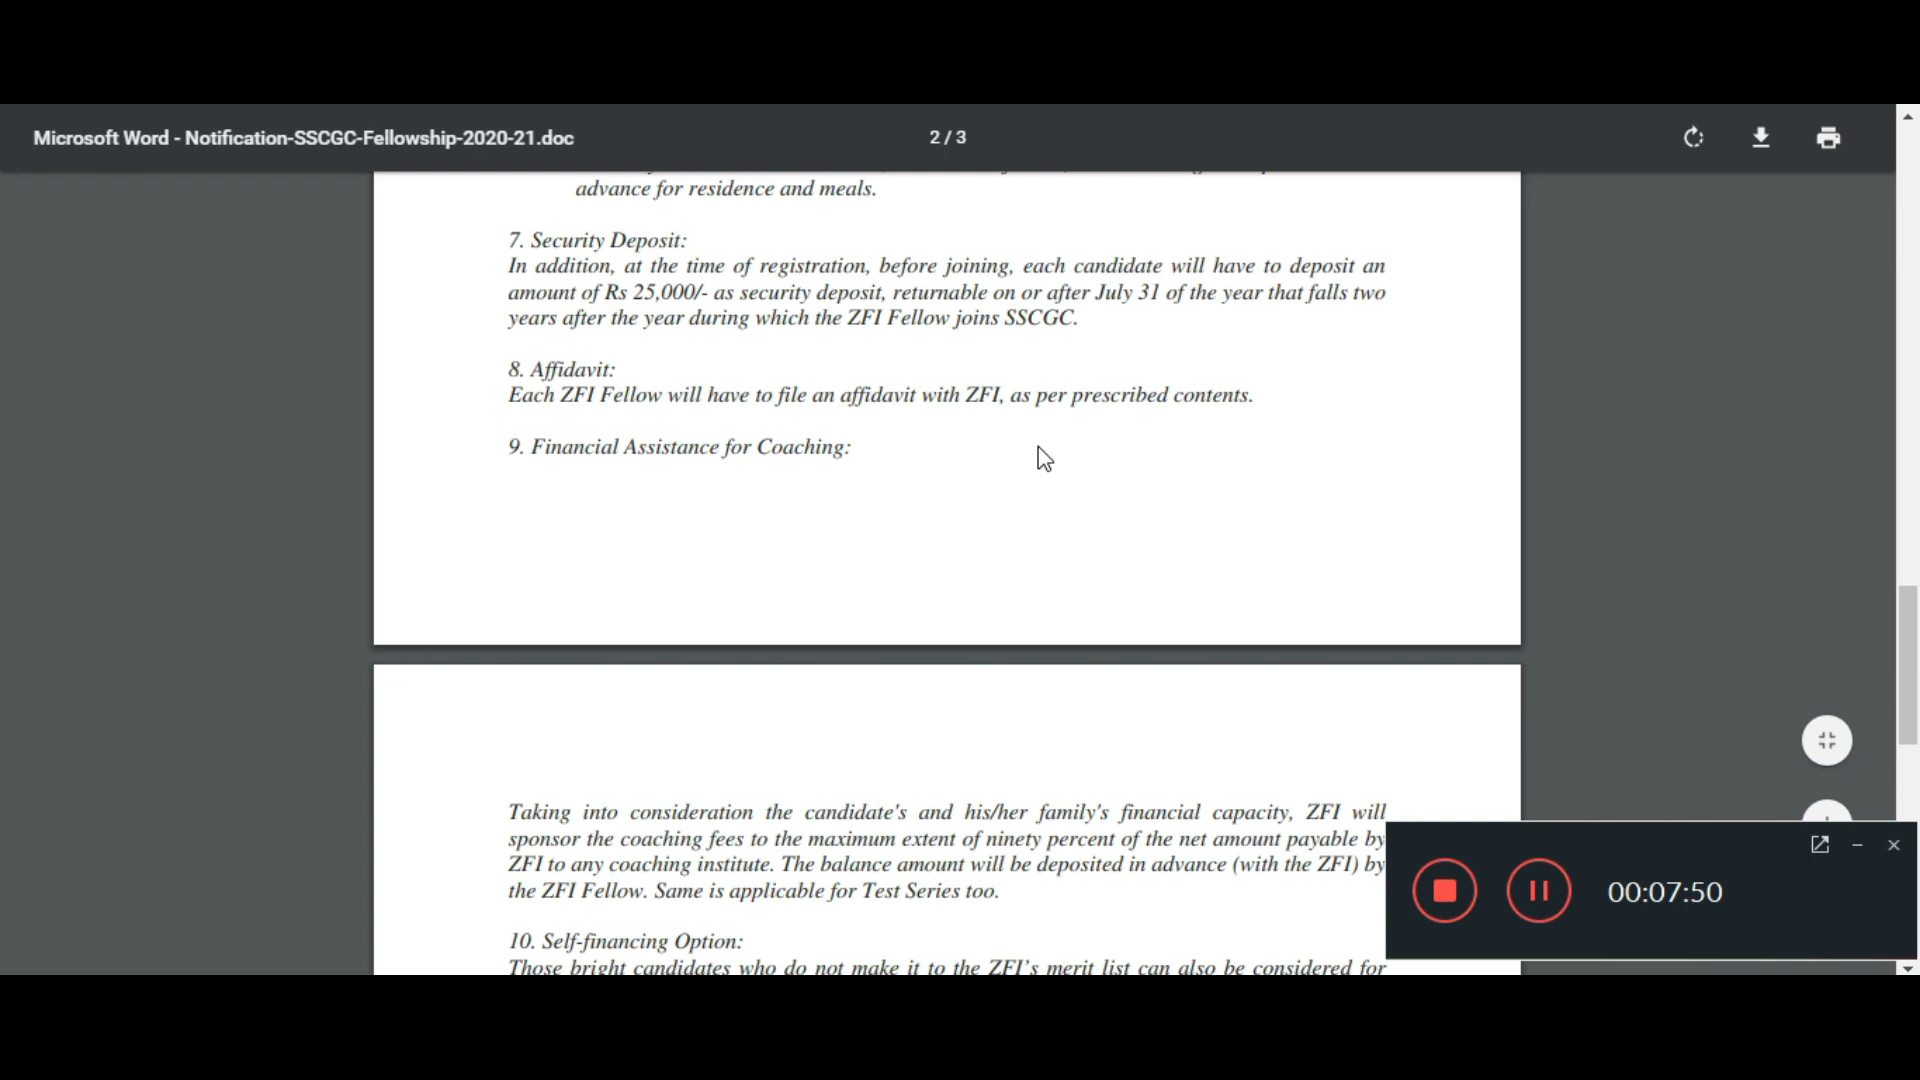 Microsoft Word - Notification-SSCGC-Fellowship-2020-21.doc
2 / 3
advance for residence and meals.
7. Security Deposit:
In addition, at the time of registration, before joining, each candidate will have to deposit an
amount of Rs 25,000/- as security deposit, returnable on or after July 31 of the year that falls two
years after the year during which the ZFI Fellow joins SSCGC.
8. Affidavit:
Each ZFI Fellow will have to file an affidavit with ZFI, as per prescribed contents.
9. Financial Assistance for Coaching:
Taking into consideration the candidate's and his/her family's financial capacity, ZFI will
sponsor the coaching fees to the maximum extent of ninety percent of the net amount payable by
ZFI to any coaching institute. The balance amount will be deposited in advance (with the ZFI) by
the ZFI Fellow. Same is applicable for Test Series too.
10. Self-financing Option:
Those bright candidates who do not make it to the ZFI's merit list can also be considered for
00:07:50